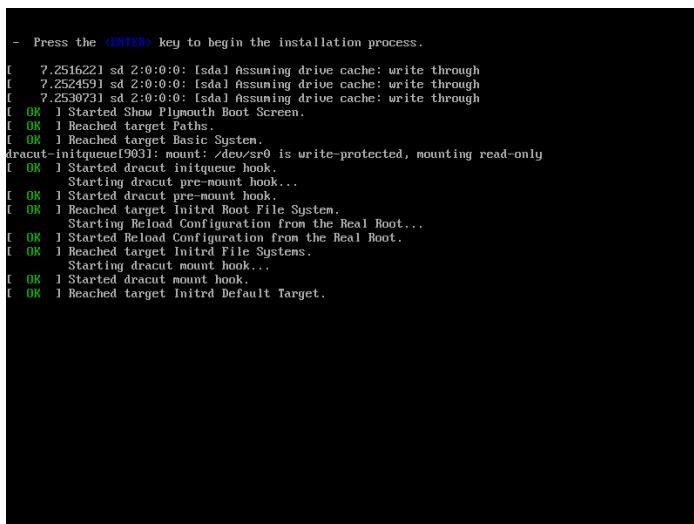 -  Press the <ENTER> key to begin the installation process.
[    7.251622] sd 2:0:0:0: [sda] Assuming drive cache: write through
[    7.252459] sd 2:0:0:0: [sda] Assuming drive cache: write through
[    7.253073] sd 2:0:0:0: [sda] Assuming drive cache: write through
[  OK  ] Started Show Plymouth Boot Screen.
[  OK  ] Reached target Paths.
[  OK  ] Reached target Basic System.
dracut-initqueue[903]: mount: /dev/sr0 is write-protected, mounting read-only
[  OK  ] Started dracut initqueue hook.
         Starting dracut pre-mount hook...
[  OK  ] Started dracut pre-mount hook.
[  OK  ] Reached target Initrd Root File System.
         Starting Reload Configuration from the Real Root...
[  OK  ] Started Reload Configuration from the Real Root.
[  OK  ] Reached target Initrd File Systems.
         Starting dracut mount hook...
[  OK  ] Started dracut mount hook.
[  OK  ] Reached target Initrd Default Target.